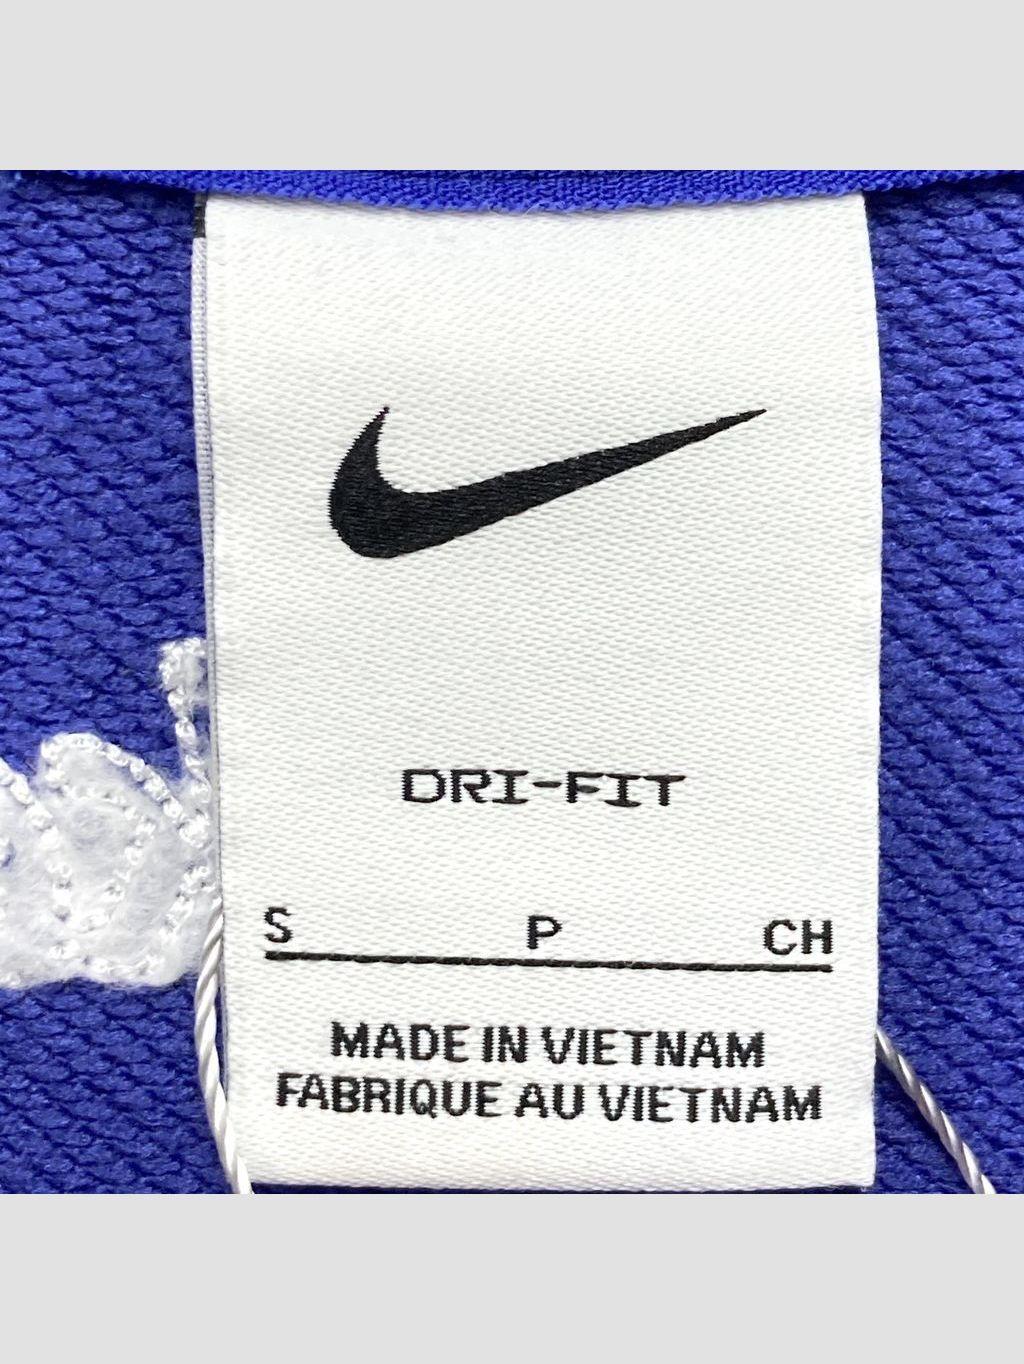 DRI-FIT
S P CH
MADE IN VIETNAM
FABRIQUE AU VIETNAM